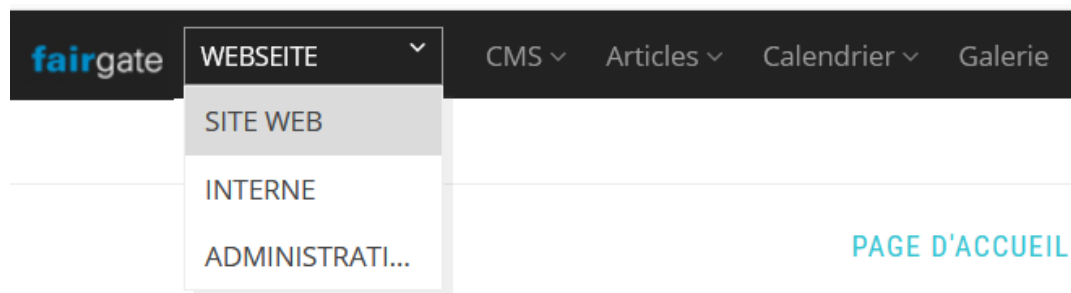 fairgate WEBSEITE CMS Articles Calendrier Galerie
SITE WEB
INTERNE
ADMINISTRATI...
PAGE D'ACCUEIL